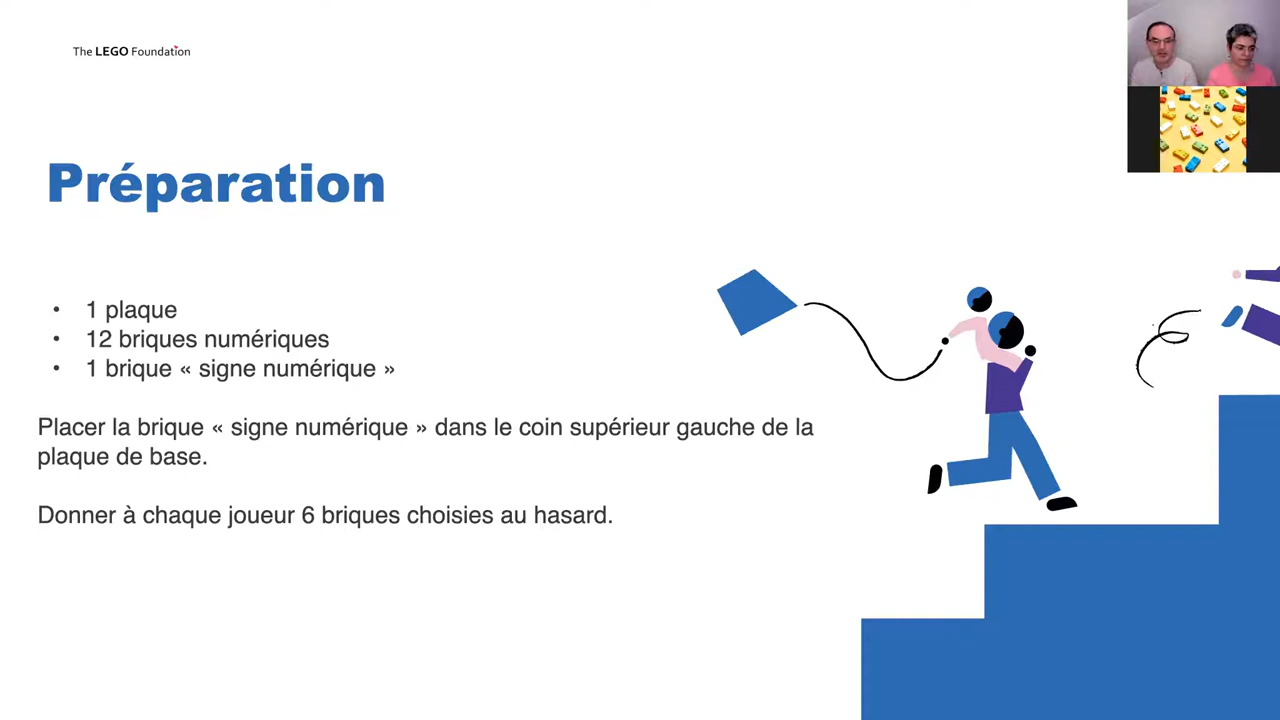 The LEGO Foundation
Préparation
• 1 plaque
• 12 briques numériques
• 1 brique « signe numérique »
Placer la brique « signe numérique » dans le coin supérieur gauche de la
plaque de base.
Donner à chaque joueur 6 briques choisies au hasard.